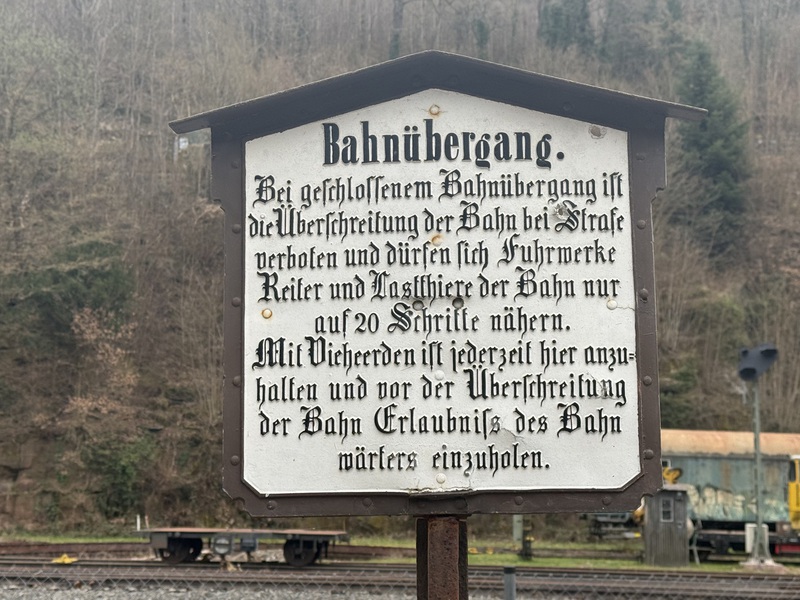 Bahnübergang.
Bei geschlossenem Bahnübergang ist
die Überschreitung der Bahn bei Strafe
verboten und dürfen sich Fuhrwerke
Reiter und Lastthiere der Bahn nur
auf 20 Schritte nähern.
Mit Vieheerden ist jederzeit hier anzu=
halten und vor der Überschreitung
der Bahn Erlaubniss des Bahn
wärters einzuholen.